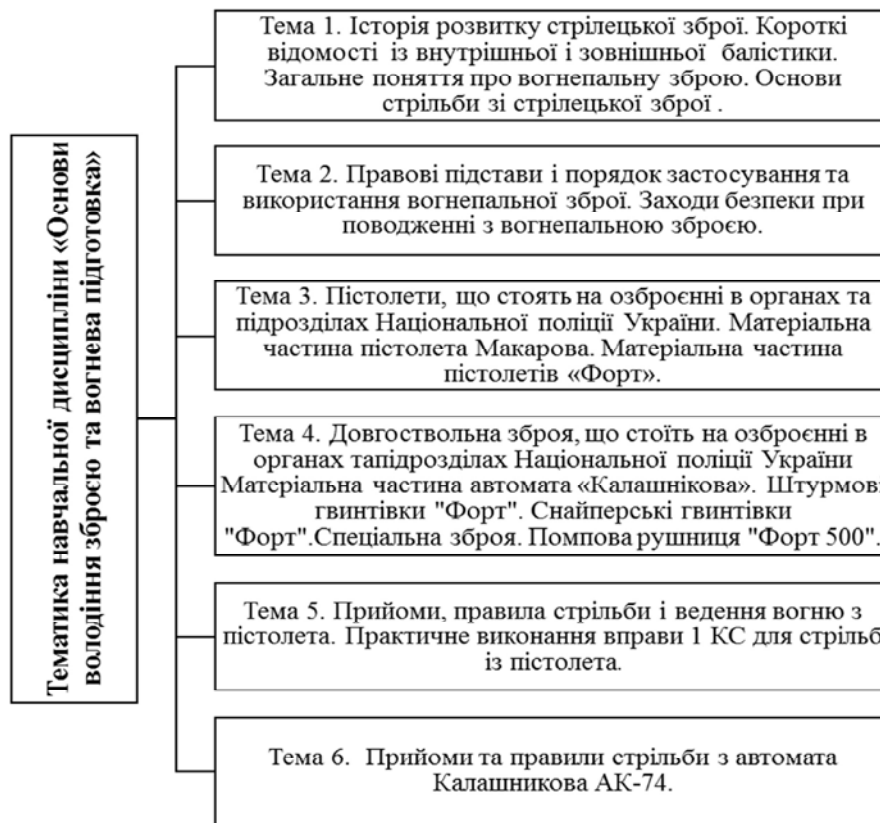 Тематика навчальної дисципліни «Основи
володіння зброєю та вогнева підготовка»
Тема 1. Історія розвитку стрілецької зброї. Короткі
відомості із внутрішньої і зовнішньої балістики.
Загальне поняття про вогнепальну зброю. Основи
стрільби зі стрілецької зброї .
Тема 2. Правові підстави і порядок застосування та
використання вогнепальної зброї. Заходи безпеки при
поводженні з вогнепальною зброєю.
Тема 3. Пістолети, що стоять на озброєнні в органах та
підрозділах Національної поліції України. Матеріальна
частина пістолета Макарова. Матеріальна частина
пістолетів «Форт».
Тема 4. Довгоствольна зброя, що стоїть на озброєнні в
органах тапідрозділах Національної поліції України
Матеріальна частина автомата «Калашнікова». Штурмові
гвинтівки "Форт". Снайперські гвинтівки
"Форт".Спеціальна зброя. Помпова рушниця "Форт 500".
Тема 5. Прийоми, правила стрільби і ведення вогню з
пістолета. Практичне виконання вправи 1 КС для стрільб
із пістолета.
Тема 6. Прийоми та правили стрільби з автомата
Калашникова АК-74.